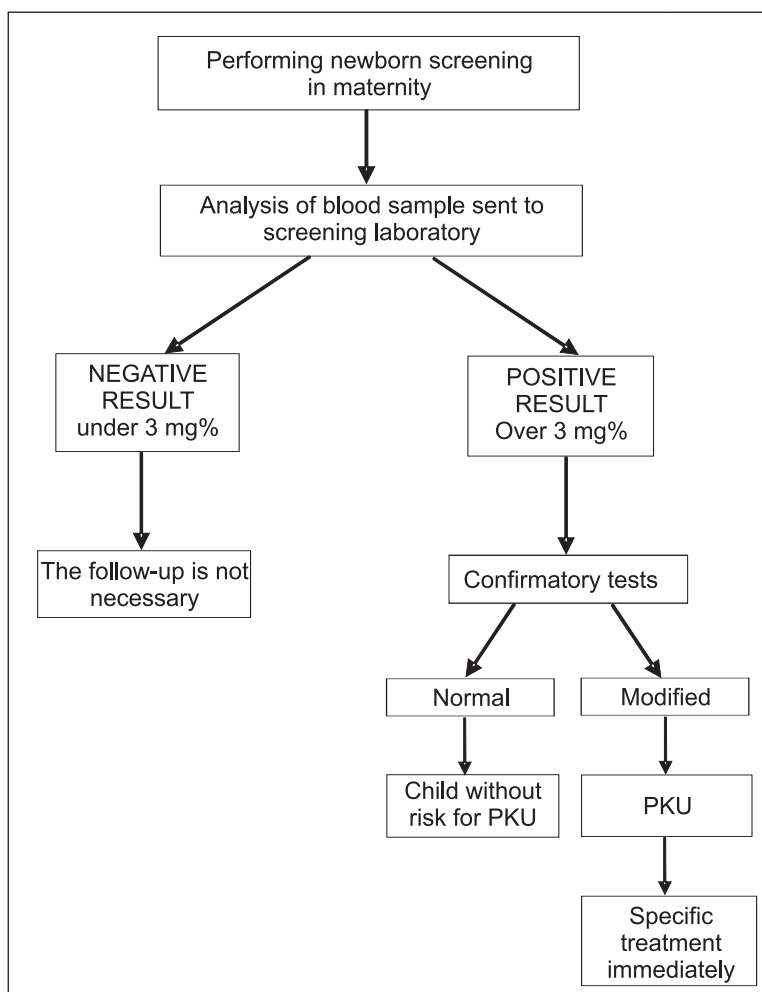 Performing newborn screening
in maternity
Analysis of blood sample sent to
screening laboratory
NEGATIVE
RESULT
under 3 mg%
POSITIVE
RESULT
Over 3 mg%
The follow-up is not
necessary
Confirmatory tests
Normal
Modified
Child without
risk for PKU
PKU
Specific
treatment
immediately